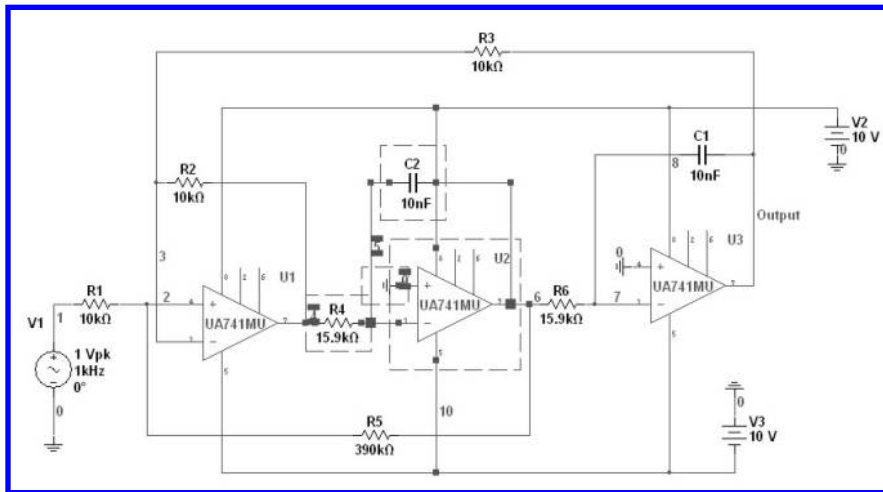 R3
10kΩ
V2
10 V
0
C2
10nF
C1
8
10nF
R2
10kΩ
Output
3
U1
U2
U3
0
R1
2
10kΩ
1
V1
UA741MU
R4
15.9kΩ
UA741MU
6
R6
15.9kΩ
7
UA741MU
1 Vpk
1kHz
0°
0
10
R5
390kΩ
0
V3
10 V